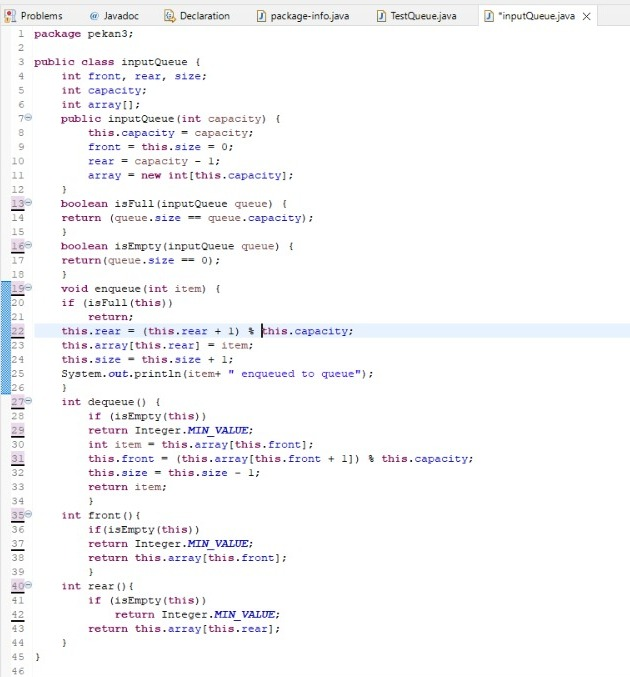 Problems @ Javadoc Declaration package-info.java TestQueue.java *inputQueue.java
1 package pekan3;
2
3 public class inputQueue {
4 int front, rear, size;
5 int capacity;
6 int array[];
7 public inputQueue(int capacity) {
8 this.capacity = capacity;
9 front = this.size = 0;
10 rear = capacity - 1;
11 array = new int[this.capacity];
12 }
13 boolean isFull(inputQueue queue) {
14 return (queue.size == queue.capacity);
15 }
16 boolean isEmpty(inputQueue queue) {
17 return(queue.size == 0);
18 }
19 void enqueue(int item) {
20 if (isFull(this))
21 return;
22 this.rear = (this.rear + 1) % this.capacity;
23 this.array[this.rear] = item;
24 this.size = this.size + 1;
25 System.out.println(item+ " enqueued to queue");
26 }
27 int dequeue() {
28 if (isEmpty(this))
29 return Integer.MIN_VALUE;
30 int item = this.array[this.front];
31 this.front = (this.array[this.front + 1]) % this.capacity;
32 this.size = this.size - 1;
33 return item;
34 }
35 int front(){
36 if(isEmpty(this))
37 return Integer.MIN_VALUE;
38 return this.array[this.front];
39 }
40 int rear(){
41 if (isEmpty(this))
42 return Integer.MIN_VALUE;
43 return this.array[this.rear];
44 }
45 }
46